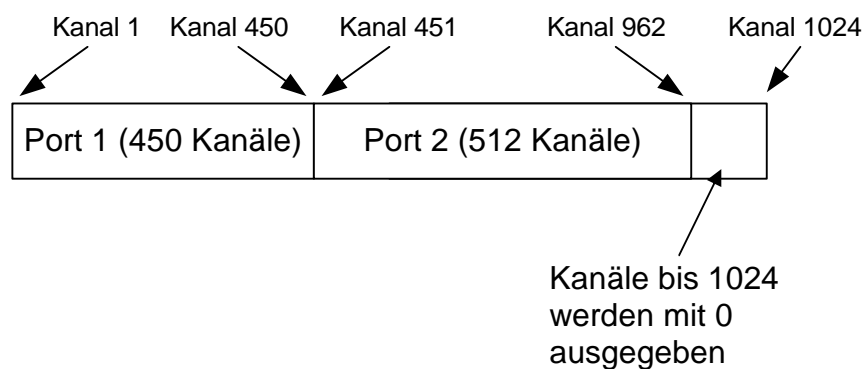 Kanal 1 Kanal 450 Kanal 451 Kanal 962 Kanal 1024
Port 1 (450 Kanäle) Port 2 (512 Kanäle)
Kanäle bis 1024
werden mit 0
ausgegeben